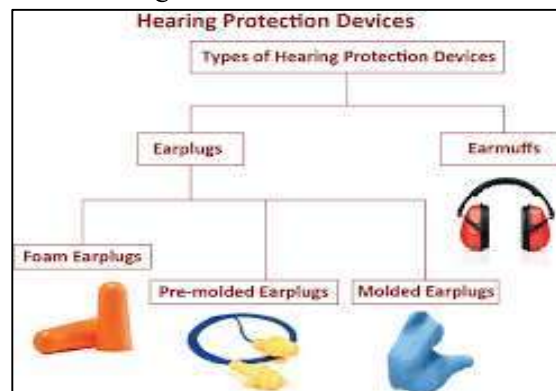 Hearing Protection Devices
Types of Hearing Protection Devices
Earplugs
Earmuffs
Foam Earplugs
Pre-molded Earplugs
Molded Earplugs